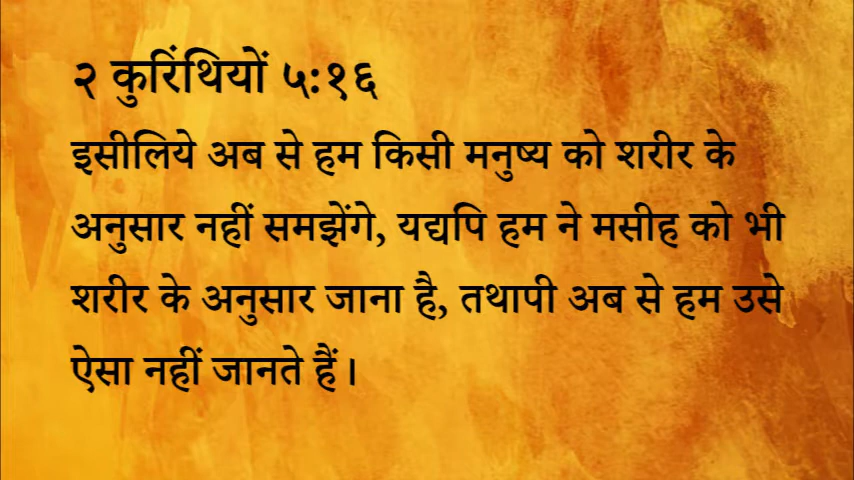 २ कुरिंथियों ५:१६
इसीलिये अब से हम किसी मनुष्य को शरीर के
अनुसार नहीं समझेंगे, यद्यपि हम ने मसीह को भी
शरीर के अनुसार जाना है, तथापी अब से हम उसे
ऐसा नहीं जानते हैं।